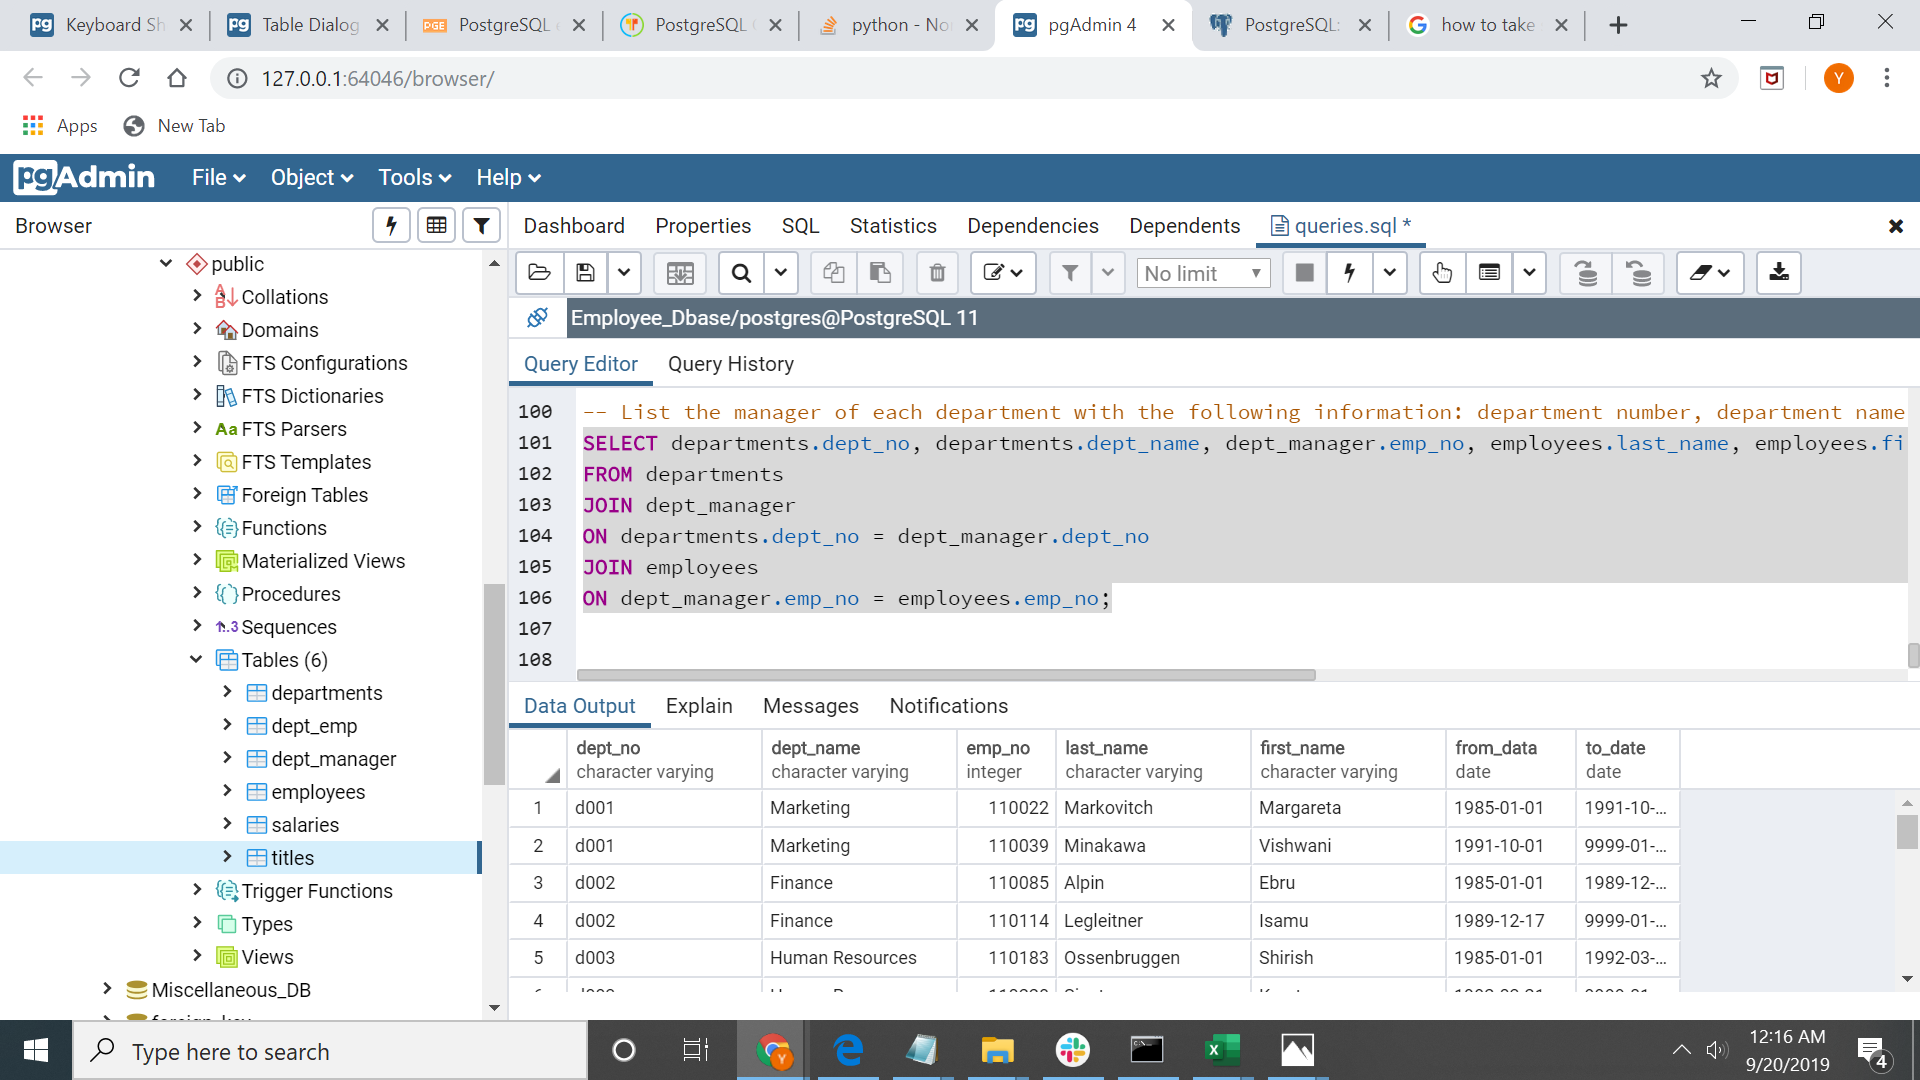 Keyboard Sh
Table Dialog
PostgreSQL
PostgreSQL
python - No
pgAdmin 4
PostgreSQL:
how to take
127.0.0.1:64046/browser/
Y
Apps
New Tab
pgAdmin
File
Object
Tools
Help
Browser
Dashboard
Properties
SQL
Statistics
Dependencies
Dependents
queries.sql *
No limit
Employee_Dbase/postgres@PostgreSQL 11
Query Editor
Query History
public
Collations
Domains
FTS Configurations
FTS Dictionaries
Aa FTS Parsers
FTS Templates
Foreign Tables
Functions
Materialized Views
Procedures
1..3 Sequences
Tables (6)
departments
dept_emp
dept_manager
employees
salaries
titles
Trigger Functions
Types
Views
Miscellaneous_DB
100 -- List the manager of each department with the following information: department number, department name
101 SELECT departments.dept_no, departments.dept_name, dept_manager.emp_no, employees.last_name, employees.fi
102 FROM departments
103 JOIN dept_manager
104 ON departments.dept_no = dept_manager.dept_no
105 JOIN employees
106 ON dept_manager.emp_no = employees.emp_no;
107
108
Data Output
Explain
Messages
Notifications
dept_no dept_name emp_no last_name first_name from_data to_date
character varying character varying integer character varying character varying date date
1 d001 Marketing 110022 Markovitch Margareta 1985-01-01 1991-10-...
2 d001 Marketing 110039 Minakawa Vishwani 1991-10-01 9999-01-...
3 d002 Finance 110085 Alpin Ebru 1985-01-01 1989-12-...
4 d002 Finance 110114 Legleitner Isamu 1989-12-17 9999-01-...
5 d003 Human Resources 110183 Ossenbruggen Shirish 1985-01-01 1992-03-...
Type here to search
12:16 AM
9/20/2019
4